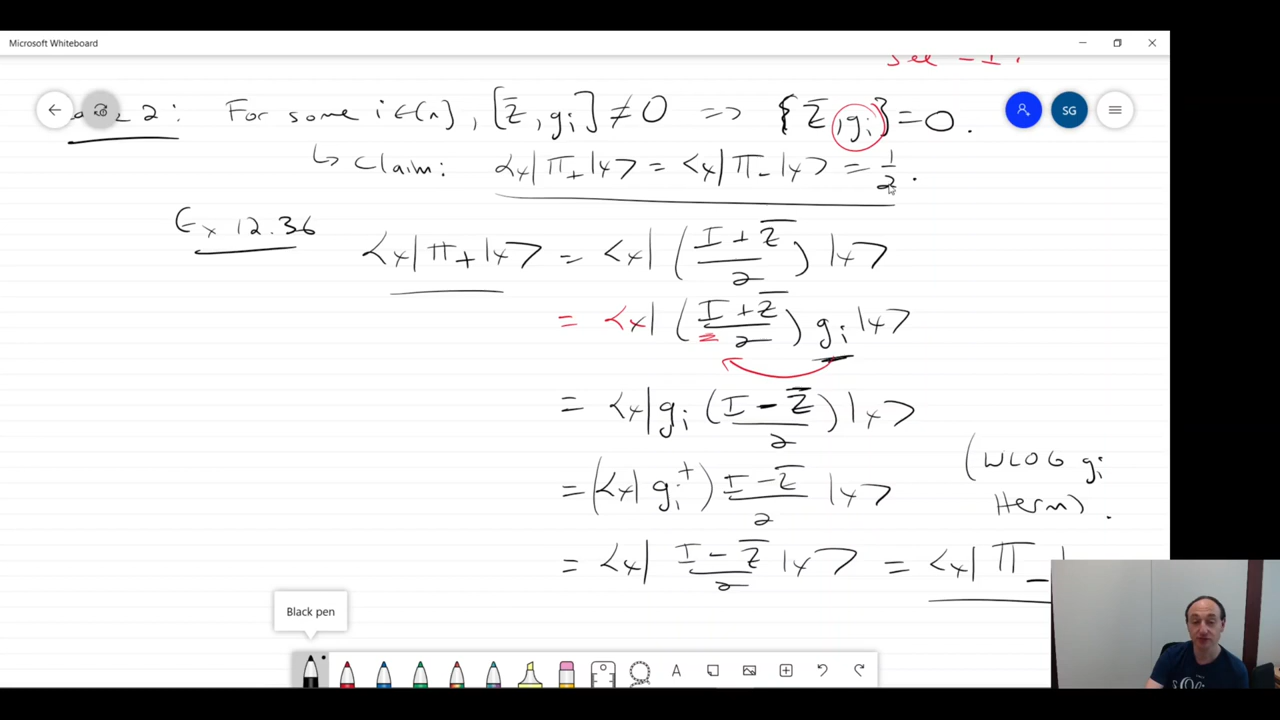 Microsoft Whiteboard
see -I.
2: For some i∈[n], [Z̄, gᵢ] ≠ 0 => {Z̄, gᵢ} = 0.
SG
↳ Claim: <x|Π₊|x> = <x|Π₋|x> = 1/2.
Ex 12.36
<x|Π₊|x> = <x| (I + Z̄ / 2) |x>
= <x| (I + Z̄ / 2) gᵢ |x>
= <x|gᵢ (I - Z̄ / 2) |x>
= (<x| gᵢ†) I - Z̄ / 2 |x>
(WLOG gᵢ
Herm).
= <x| I - Z̄ / 2 |x> = <x| Π₋
Black pen
A